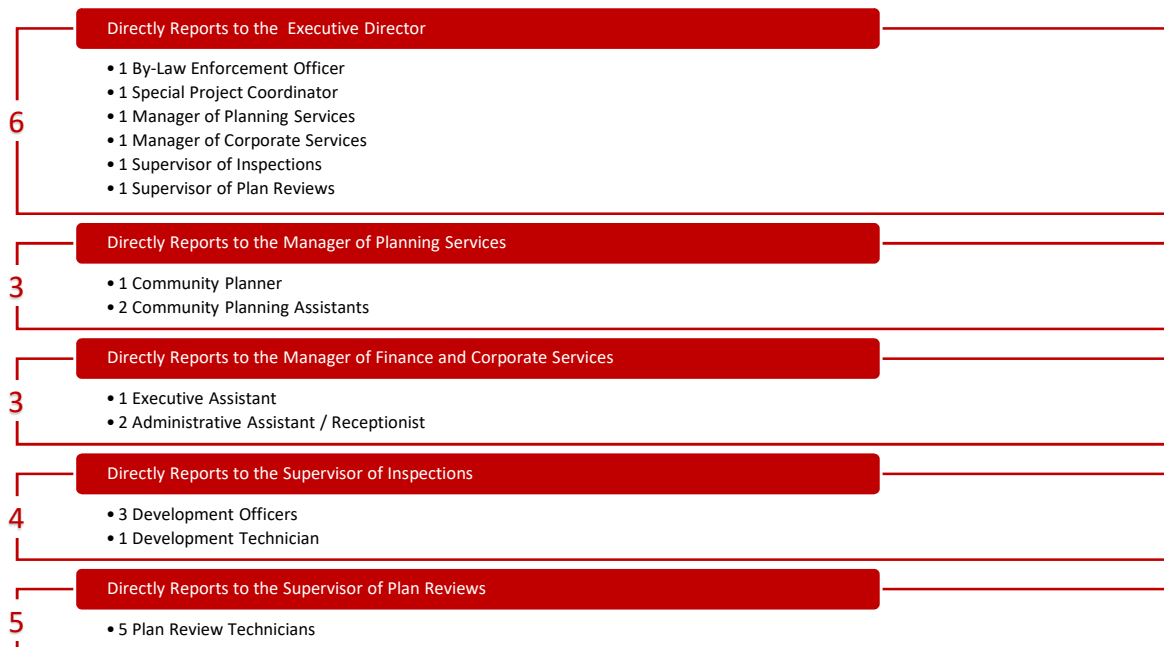 Directly Reports to the Executive Director
• 1 By-Law Enforcement Officer
• 1 Special Project Coordinator
6
• 1 Manager of Planning Services
• 1 Manager of Corporate Services
• 1 Supervisor of Inspections
• 1 Supervisor of Plan Reviews
Directly Reports to the Manager of Planning Services
3
• 1 Community Planner
• 2 Community Planning Assistants
Directly Reports to the Manager of Finance and Corporate Services
3
• 1 Executive Assistant
• 2 Administrative Assistant / Receptionist
Directly Reports to the Supervisor of Inspections
4
• 3 Development Officers
• 1 Development Technician
Directly Reports to the Supervisor of Plan Reviews
5
• 5 Plan Review Technicians